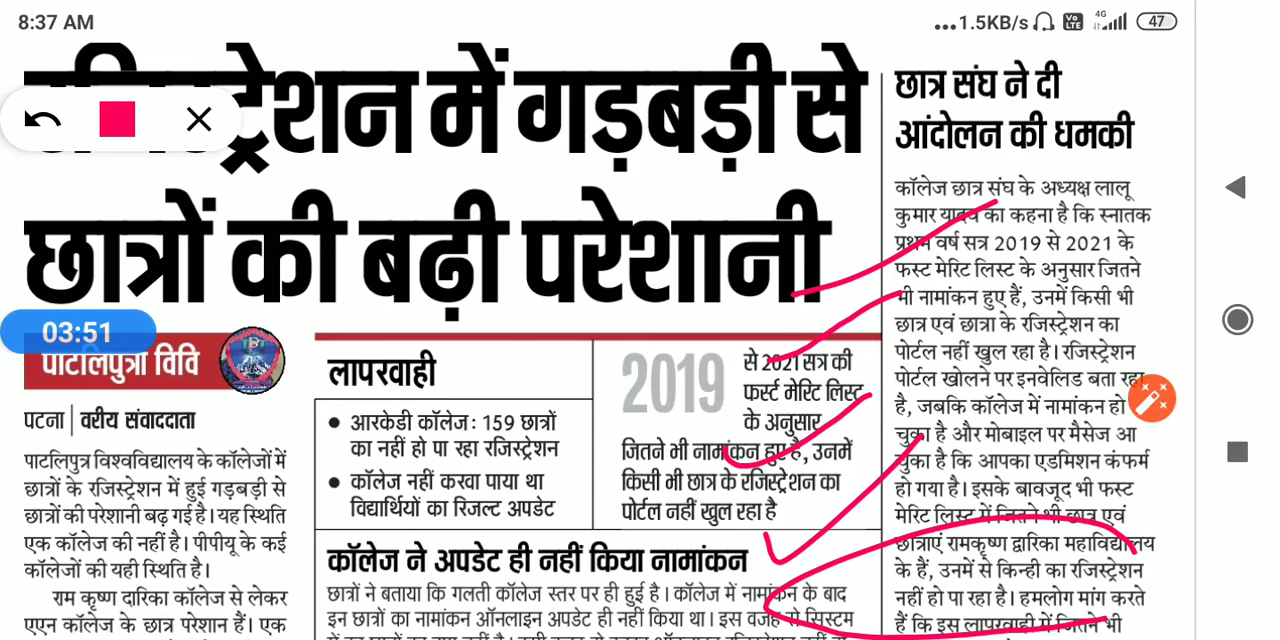 8:37 AM
...1.5KB/s
Vo
LTE
4G
47
रजिस्ट्रेशन में गड़बड़ी से
छात्रों की बढ़ी परेशानी
03:51
पाटलिपुत्रा विवि
पटना | वरीय संवाददाता
पाटलिपुत्र विश्वविद्यालय के कॉलेजों में
छात्रों के रजिस्ट्रेशन में हुई गड़बड़ी से
छात्रों की परेशानी बढ़ गई है। यह स्थिति
एक कॉलेज की नहीं है। पीपीयू के कई
कॉलेजों की यही स्थिति है।
राम कृष्ण दारिका कॉलेज से लेकर
एएन कॉलेज के छात्र परेशान हैं। एक
लापरवाही
● आरकेडी कॉलेज: 159 छात्रों
का नहीं हो पा रहा रजिस्ट्रेशन
● कॉलेज नहीं करवा पाया था
विद्यार्थियों का रिजल्ट अपडेट
2019
से 2021 सत्र की
फर्स्ट मेरिट लिस्ट
के अनुसार
जितने भी नामांकन हुए है, उनमें
किसी भी छात्र के रजिस्ट्रेशन का
पोर्टल नहीं खुल रहा है
कॉलेज ने अपडेट ही नहीं किया नामांकन
छात्रों ने बताया कि गलती कॉलेज स्तर पर ही हुई है। कॉलेज में नामांकन के बाद
इन छात्रों का नामांकन ऑनलाइन अपडेट ही नहीं किया था। इस वजह से सिस्टम
छात्र संघ ने दी
आंदोलन की धमकी
कॉलेज छात्र संघ के अध्यक्ष लालू
कुमार यादव का कहना है कि स्नातक
प्रथम वर्ष सत्र 2019 से 2021 के
फस्ट मेरिट लिस्ट के अनुसार जितने
भी नामांकन हुए हैं, उनमें किसी भी
छात्र एवं छात्रा के रजिस्ट्रेशन का
पोर्टल नहीं खुल रहा है। रजिस्ट्रेशन
पोर्टल खोलने पर इनवेलिड बता रहा
है, जबकि कॉलेज में नामांकन हो
चुका है और मोबाइल पर मैसेज आ
चुका है कि आपका एडमिशन कंफर्म
हो गया है। इसके बावजूद भी फस्ट
मेरिट लिस्ट में जितने भी छात्र एवं
छात्राएं रामकृष्ण द्वारिका महाविद्यालय
के हैं, उनमें से किन्ही का रजिस्ट्रेशन
नहीं हो पा रहा है। हमलोग मांग करते
हैं कि इस लापरवाही में जितने भी